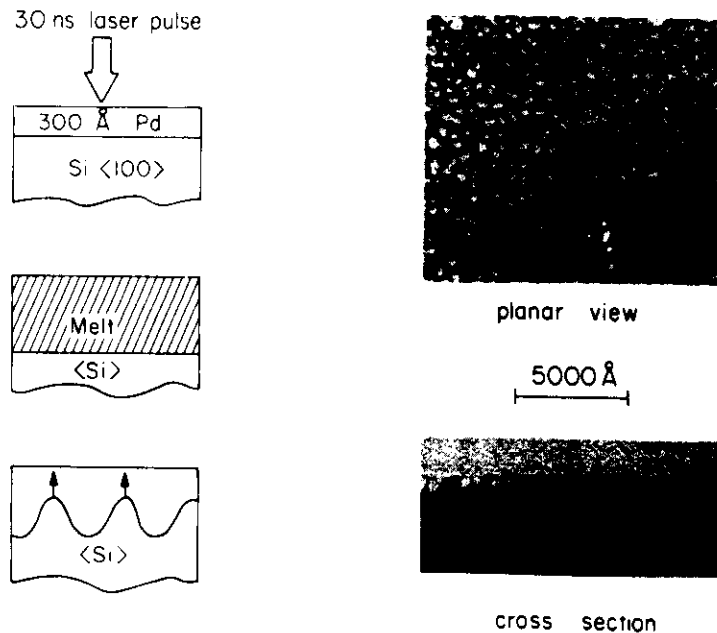 30 ns laser pulse
300 Å Pd
Si <100>
Melt
<Si>
<Si>
planar view
5000 Å
cross section